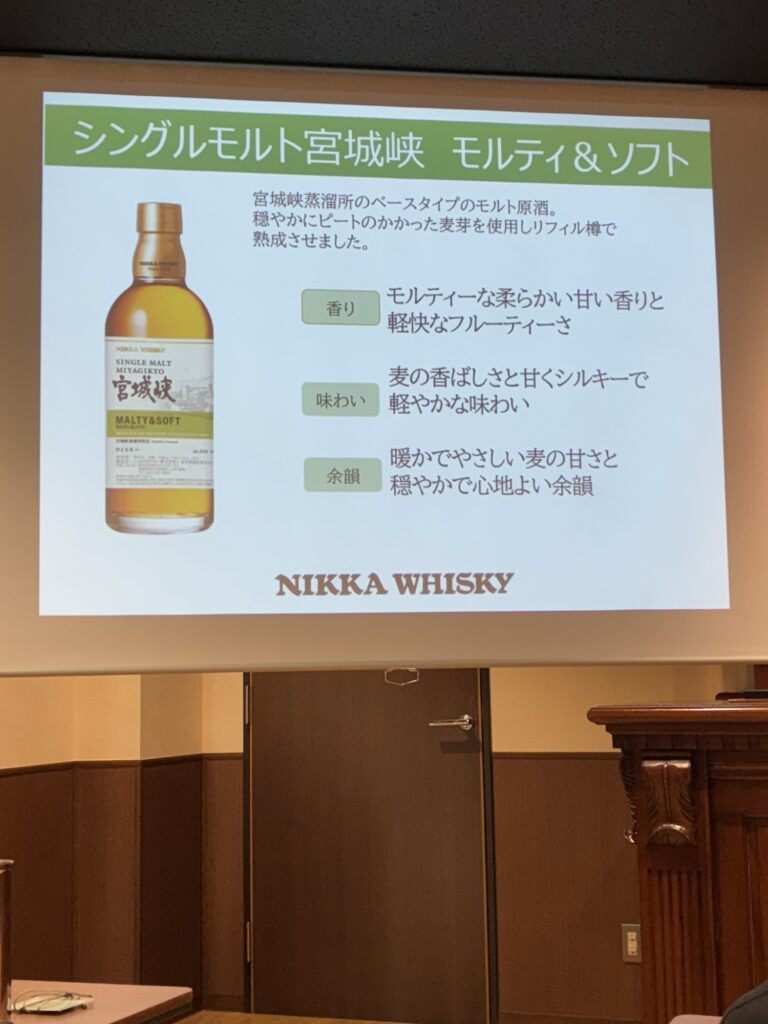 シングルモルト宮城峡 モルティ&ソフト
宮城峡蒸溜所のベースタイプのモルト原酒。
穏やかにピートのかかった麦芽を使用しリフィル樽で
熟成させました。
香り
モルティーな柔らかい甘い香りと
軽快なフルーティーさ
味わい
麦の香ばしさと甘くシルキーで
軽やかな味わい
余韻
暖かでやさしい麦の甘さと
穏やかで心地よい余韻
NIKKA WHISKY
NIKKA WHISKY
SINGLE MALT
MIYAGIKYO
宮城峡
MALTY&SOFT
ウイスキー
NIKKA WHISKY